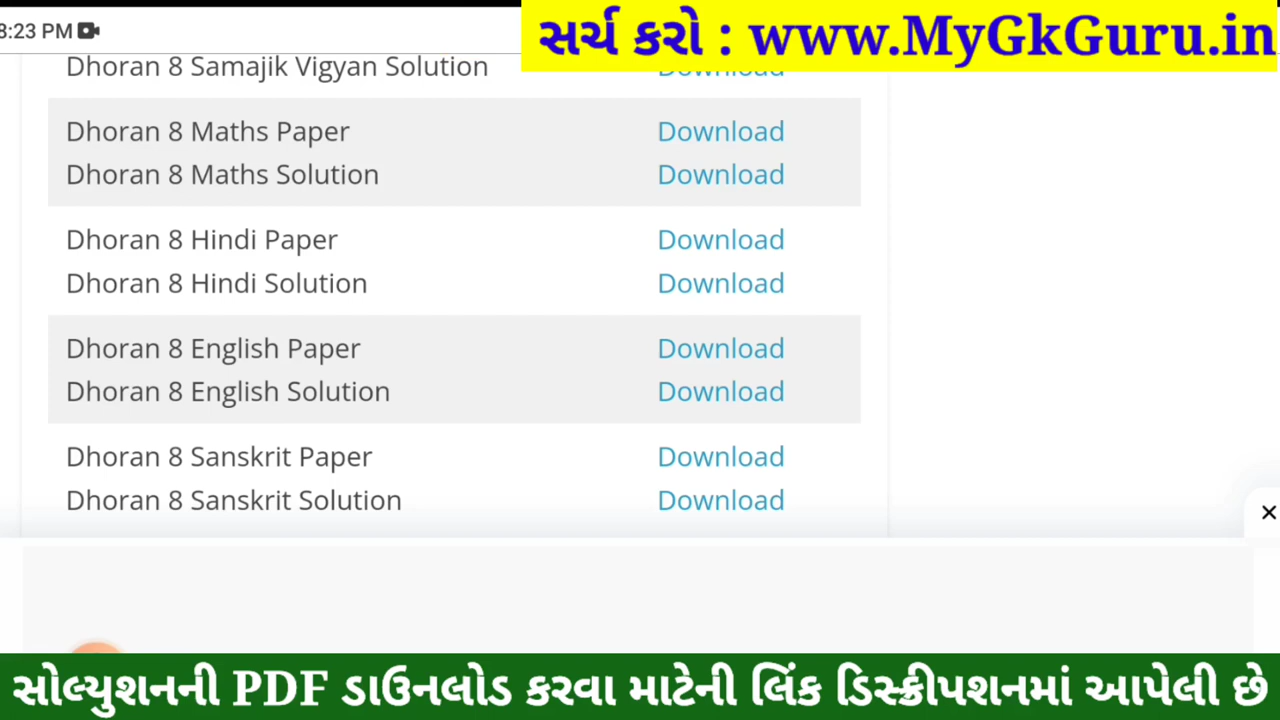 8:23 PM
સર્ચ કરો : www.MyGkGuru.in
Dhoran 8 Samajik Vigyan Solution Download
Dhoran 8 Maths Paper Download
Dhoran 8 Maths Solution Download
Dhoran 8 Hindi Paper Download
Dhoran 8 Hindi Solution Download
Dhoran 8 English Paper Download
Dhoran 8 English Solution Download
Dhoran 8 Sanskrit Paper Download
Dhoran 8 Sanskrit Solution Download
સોલ્યુશનની PDF ડાઉનલોડ કરવા માટેની લિંક ડિસ્ક્રીપશનમાં આપેલી છે